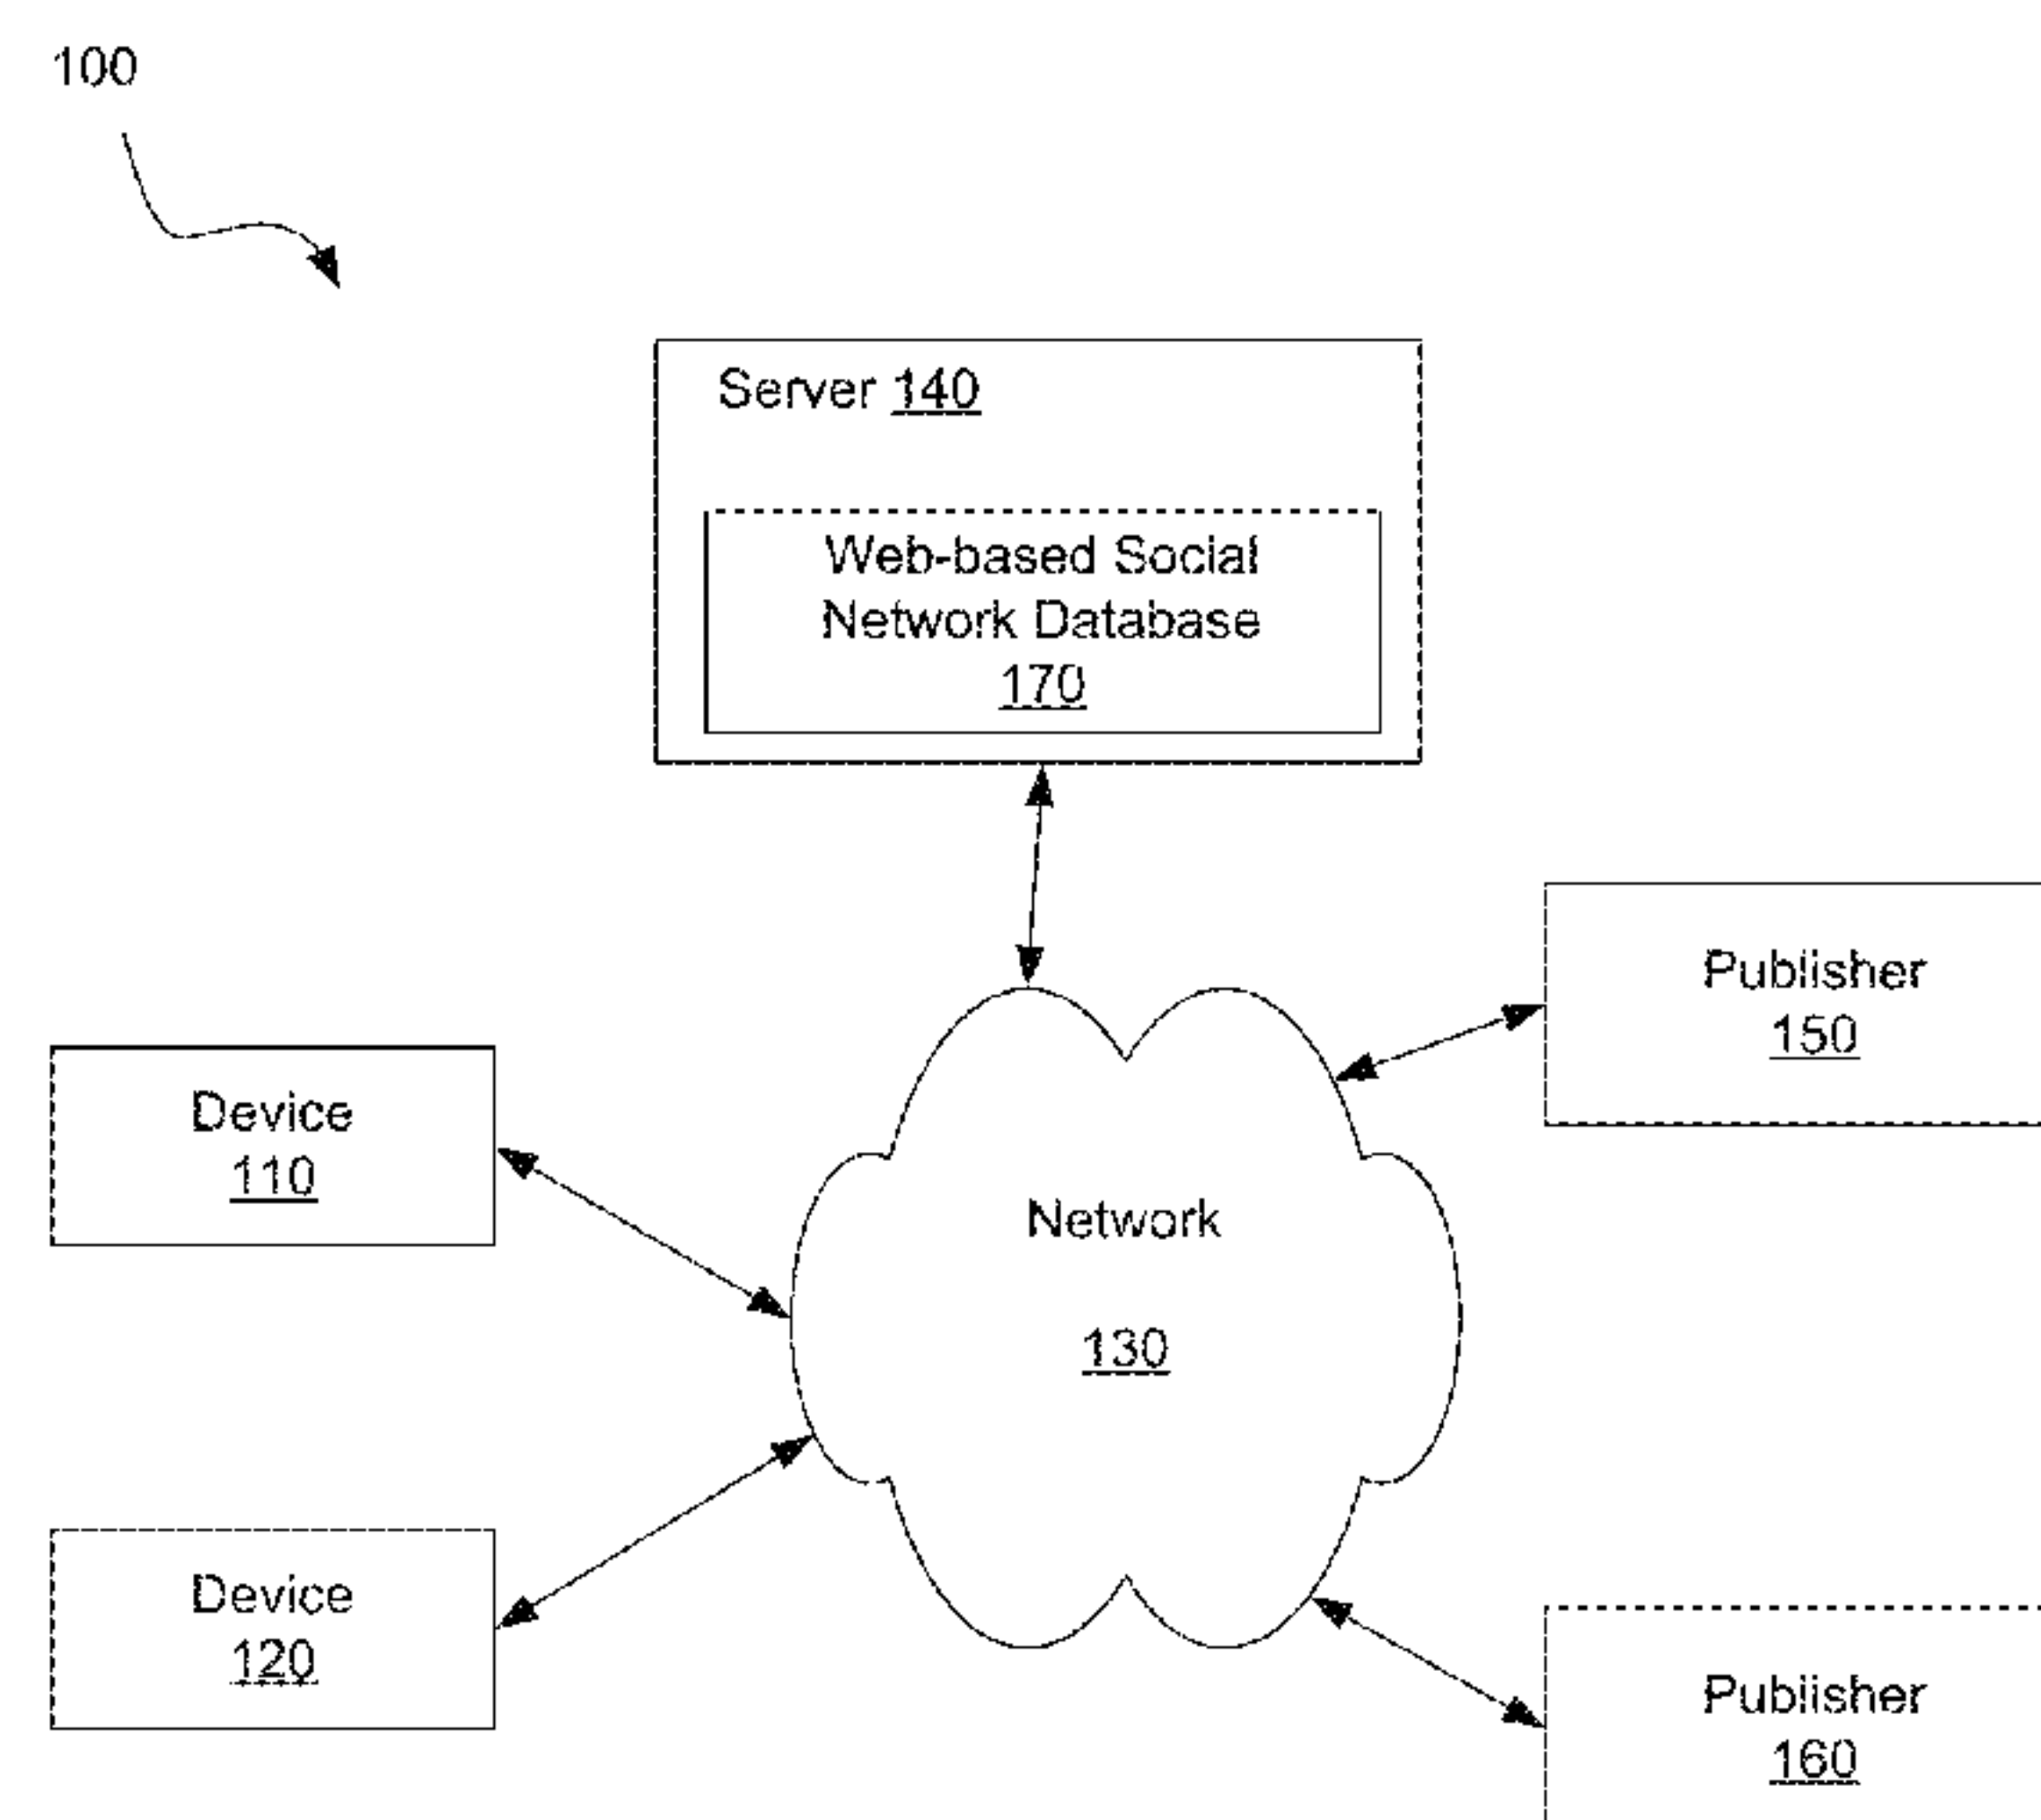 100
Server 140
Web-based Social
Network Database
170
Publisher
150
Device
110
Network
130
Device
120
Publisher
160